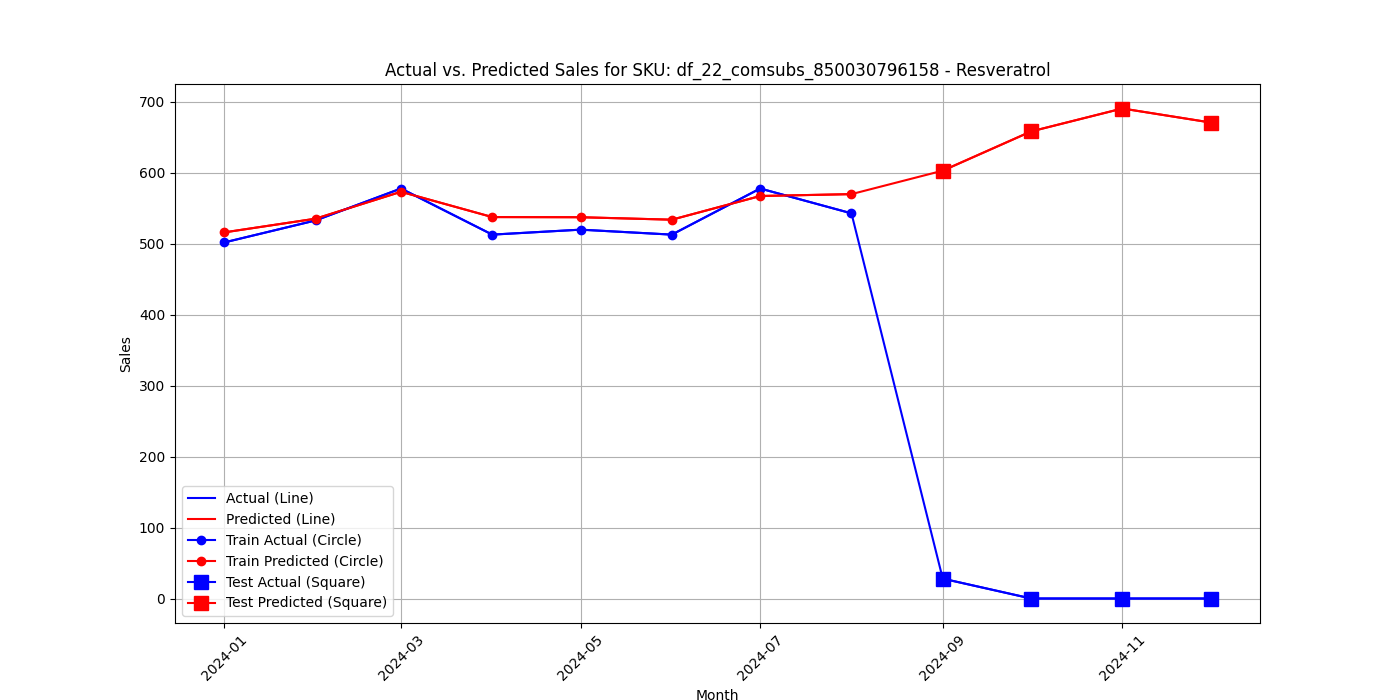 Actual vs. Predicted Sales for SKU: df_22_comsubs_850030796158 - Resveratrol
700
600
500
400
300
200
100
0
Sales
Actual (Line)
Predicted (Line)
Train Actual (Circle)
Train Predicted (Circle)
Test Actual (Square)
Test Predicted (Square)
2024-01
2024-03
2024-05
2024-07
2024-09
2024-11
Month